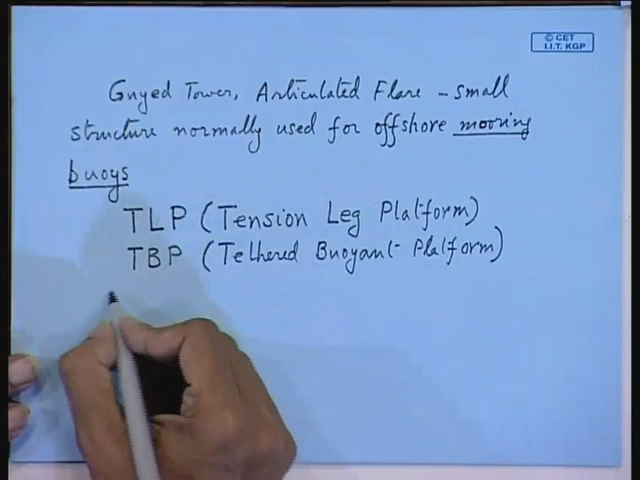 © CET
I.I.T. KGP
Guyed Tower, Articulated Flare - small
structure normally used for offshore mooring
buoys
TLP (Tension Leg Platform)
TBP (Tethered Buoyant Platform)